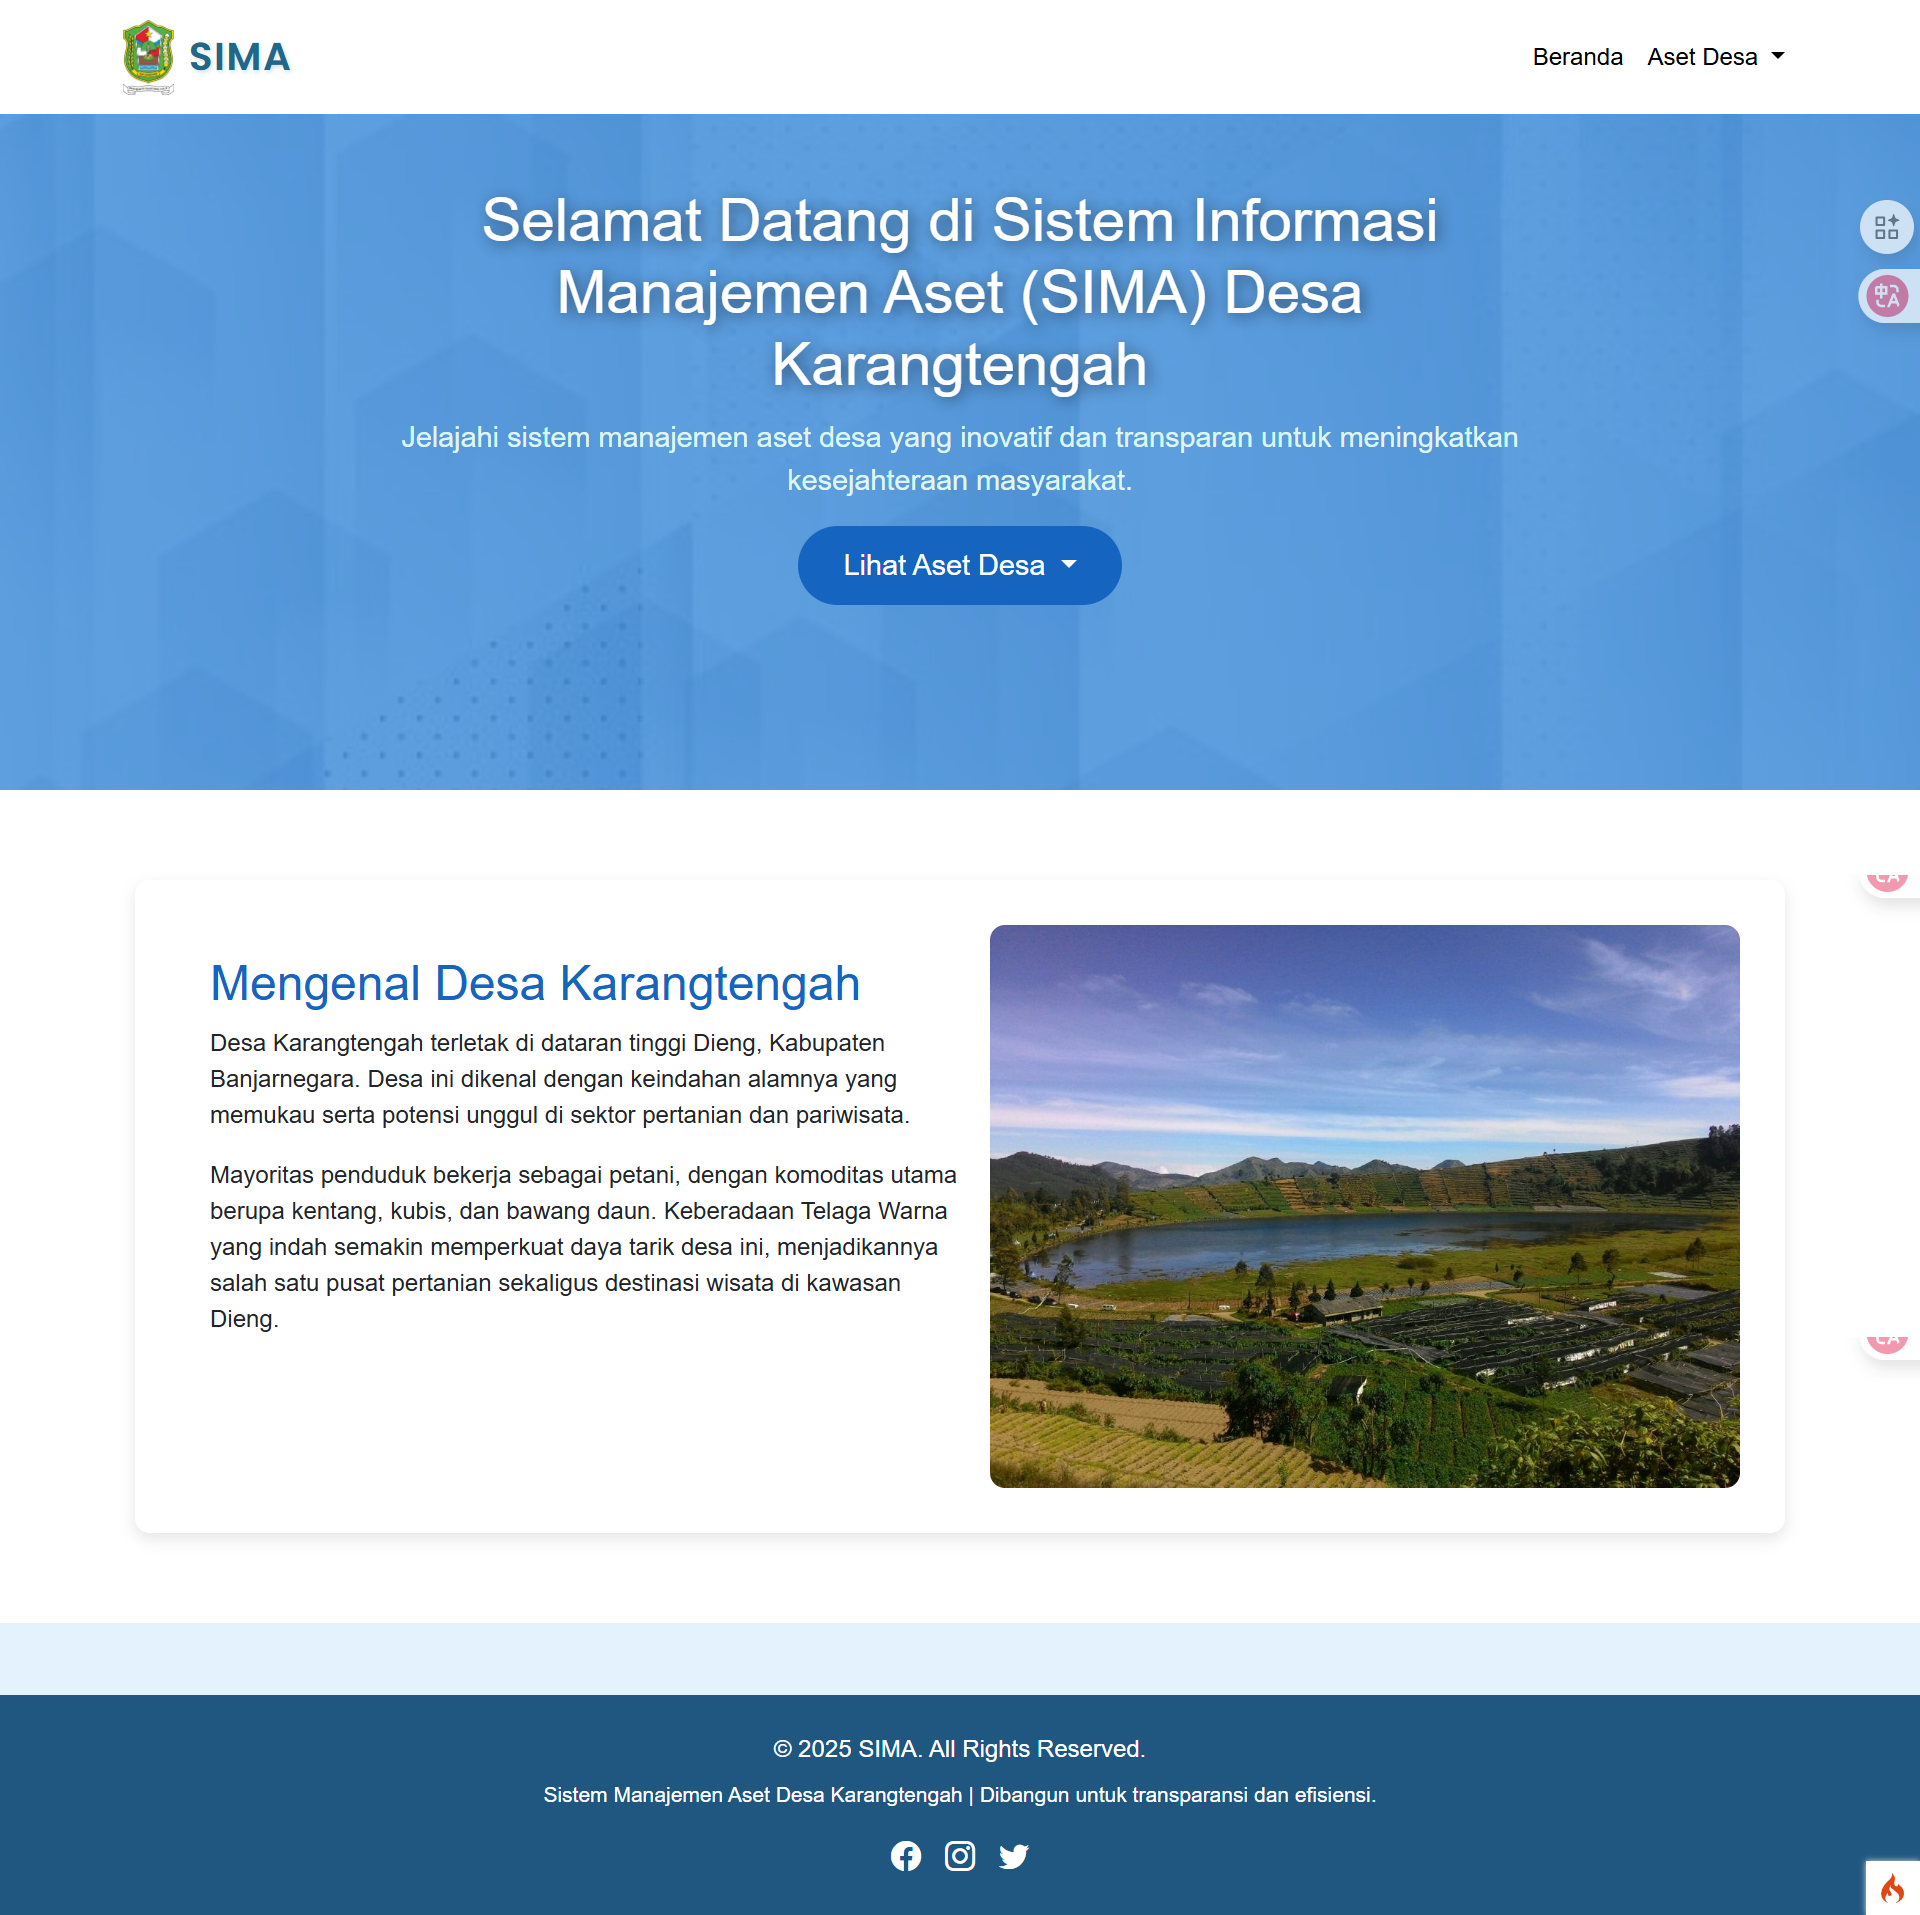 SIMA
Beranda
Aset Desa
Selamat Datang di Sistem Informasi
Manajemen Aset (SIMA) Desa
Karangtengah
Jelajahi sistem manajemen aset desa yang inovatif dan transparan untuk meningkatkan
kesejahteraan masyarakat.
Lihat Aset Desa
中A
Mengenal Desa Karangtengah
Desa Karangtengah terletak di dataran tinggi Dieng, Kabupaten
Banjarnegara. Desa ini dikenal dengan keindahan alamnya yang
memukau serta potensi unggul di sektor pertanian dan pariwisata.
Mayoritas penduduk bekerja sebagai petani, dengan komoditas utama
berupa kentang, kubis, dan bawang daun. Keberadaan Telaga Warna
yang indah semakin memperkuat daya tarik desa ini, menjadikannya
salah satu pusat pertanian sekaligus destinasi wisata di kawasan
Dieng.
© 2025 SIMA. All Rights Reserved.
Sistem Manajemen Aset Desa Karangtengah | Dibangun untuk transparansi dan efisiensi.